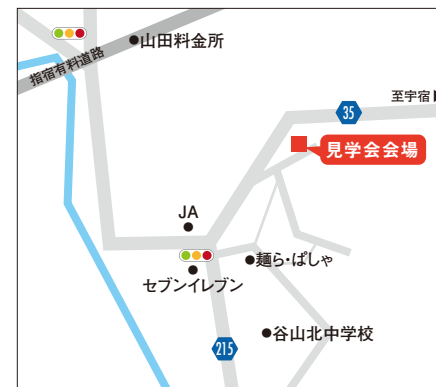 山田料金所
指宿有料道路
至宇宿
35
見学会会場
JA
セブンイレブン
麺ら・ぱしゃ
215
谷山北中学校